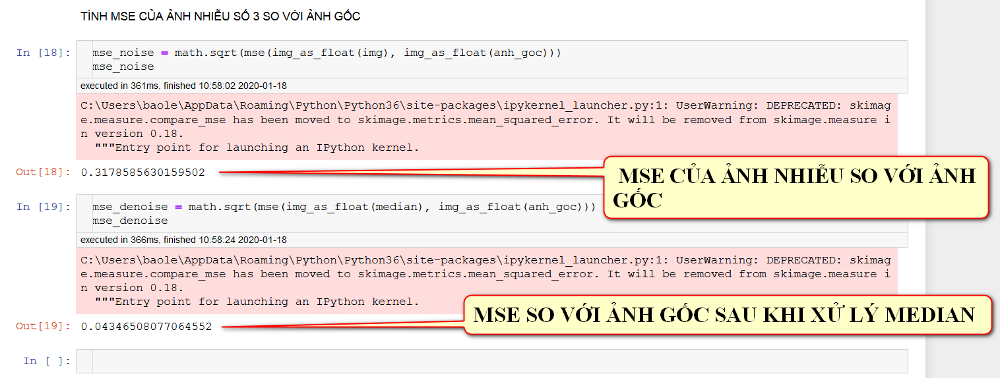 TÍNH MSE CỦA ẢNH NHIỄU SỐ 3 SO VỚI ẢNH GỐC
In [18]: mse_noise = math.sqrt(mse(img_as_float(img), img_as_float(anh_goc)))
mse_noise
executed in 361ms, finished 10:58:02 2020-01-18
C:\Users\baole\AppData\Roaming\Python\Python36\site-packages\ipykernel_launcher.py:1: UserWarning: DEPRECATED: skimag
e.measure.compare_mse has been moved to skimage.metrics.mean_squared_error. It will be removed from skimage.measure i
n version 0.18.
"""Entry point for launching an IPython kernel.
Out[18]: 0.3178585630159502
MSE CỦA ẢNH NHIỄU SO VỚI ẢNH
GỐC
In [19]: mse_denoise = math.sqrt(mse(img_as_float(median), img_as_float(anh_goc)))
mse_denoise
executed in 366ms, finished 10:58:24 2020-01-18
C:\Users\baole\AppData\Roaming\Python\Python36\site-packages\ipykernel_launcher.py:1: UserWarning: DEPRECATED: skimag
e.measure.compare_mse has been moved to skimage.metrics.mean_squared_error. It will be removed from skimage.measure i
n version 0.18.
"""Entry point for launching an IPython kernel.
Out[19]: 0.04346508077064552
MSE SO VỚI ẢNH GỐC SAU KHI XỬ LÝ MEDIAN
In [ ]: